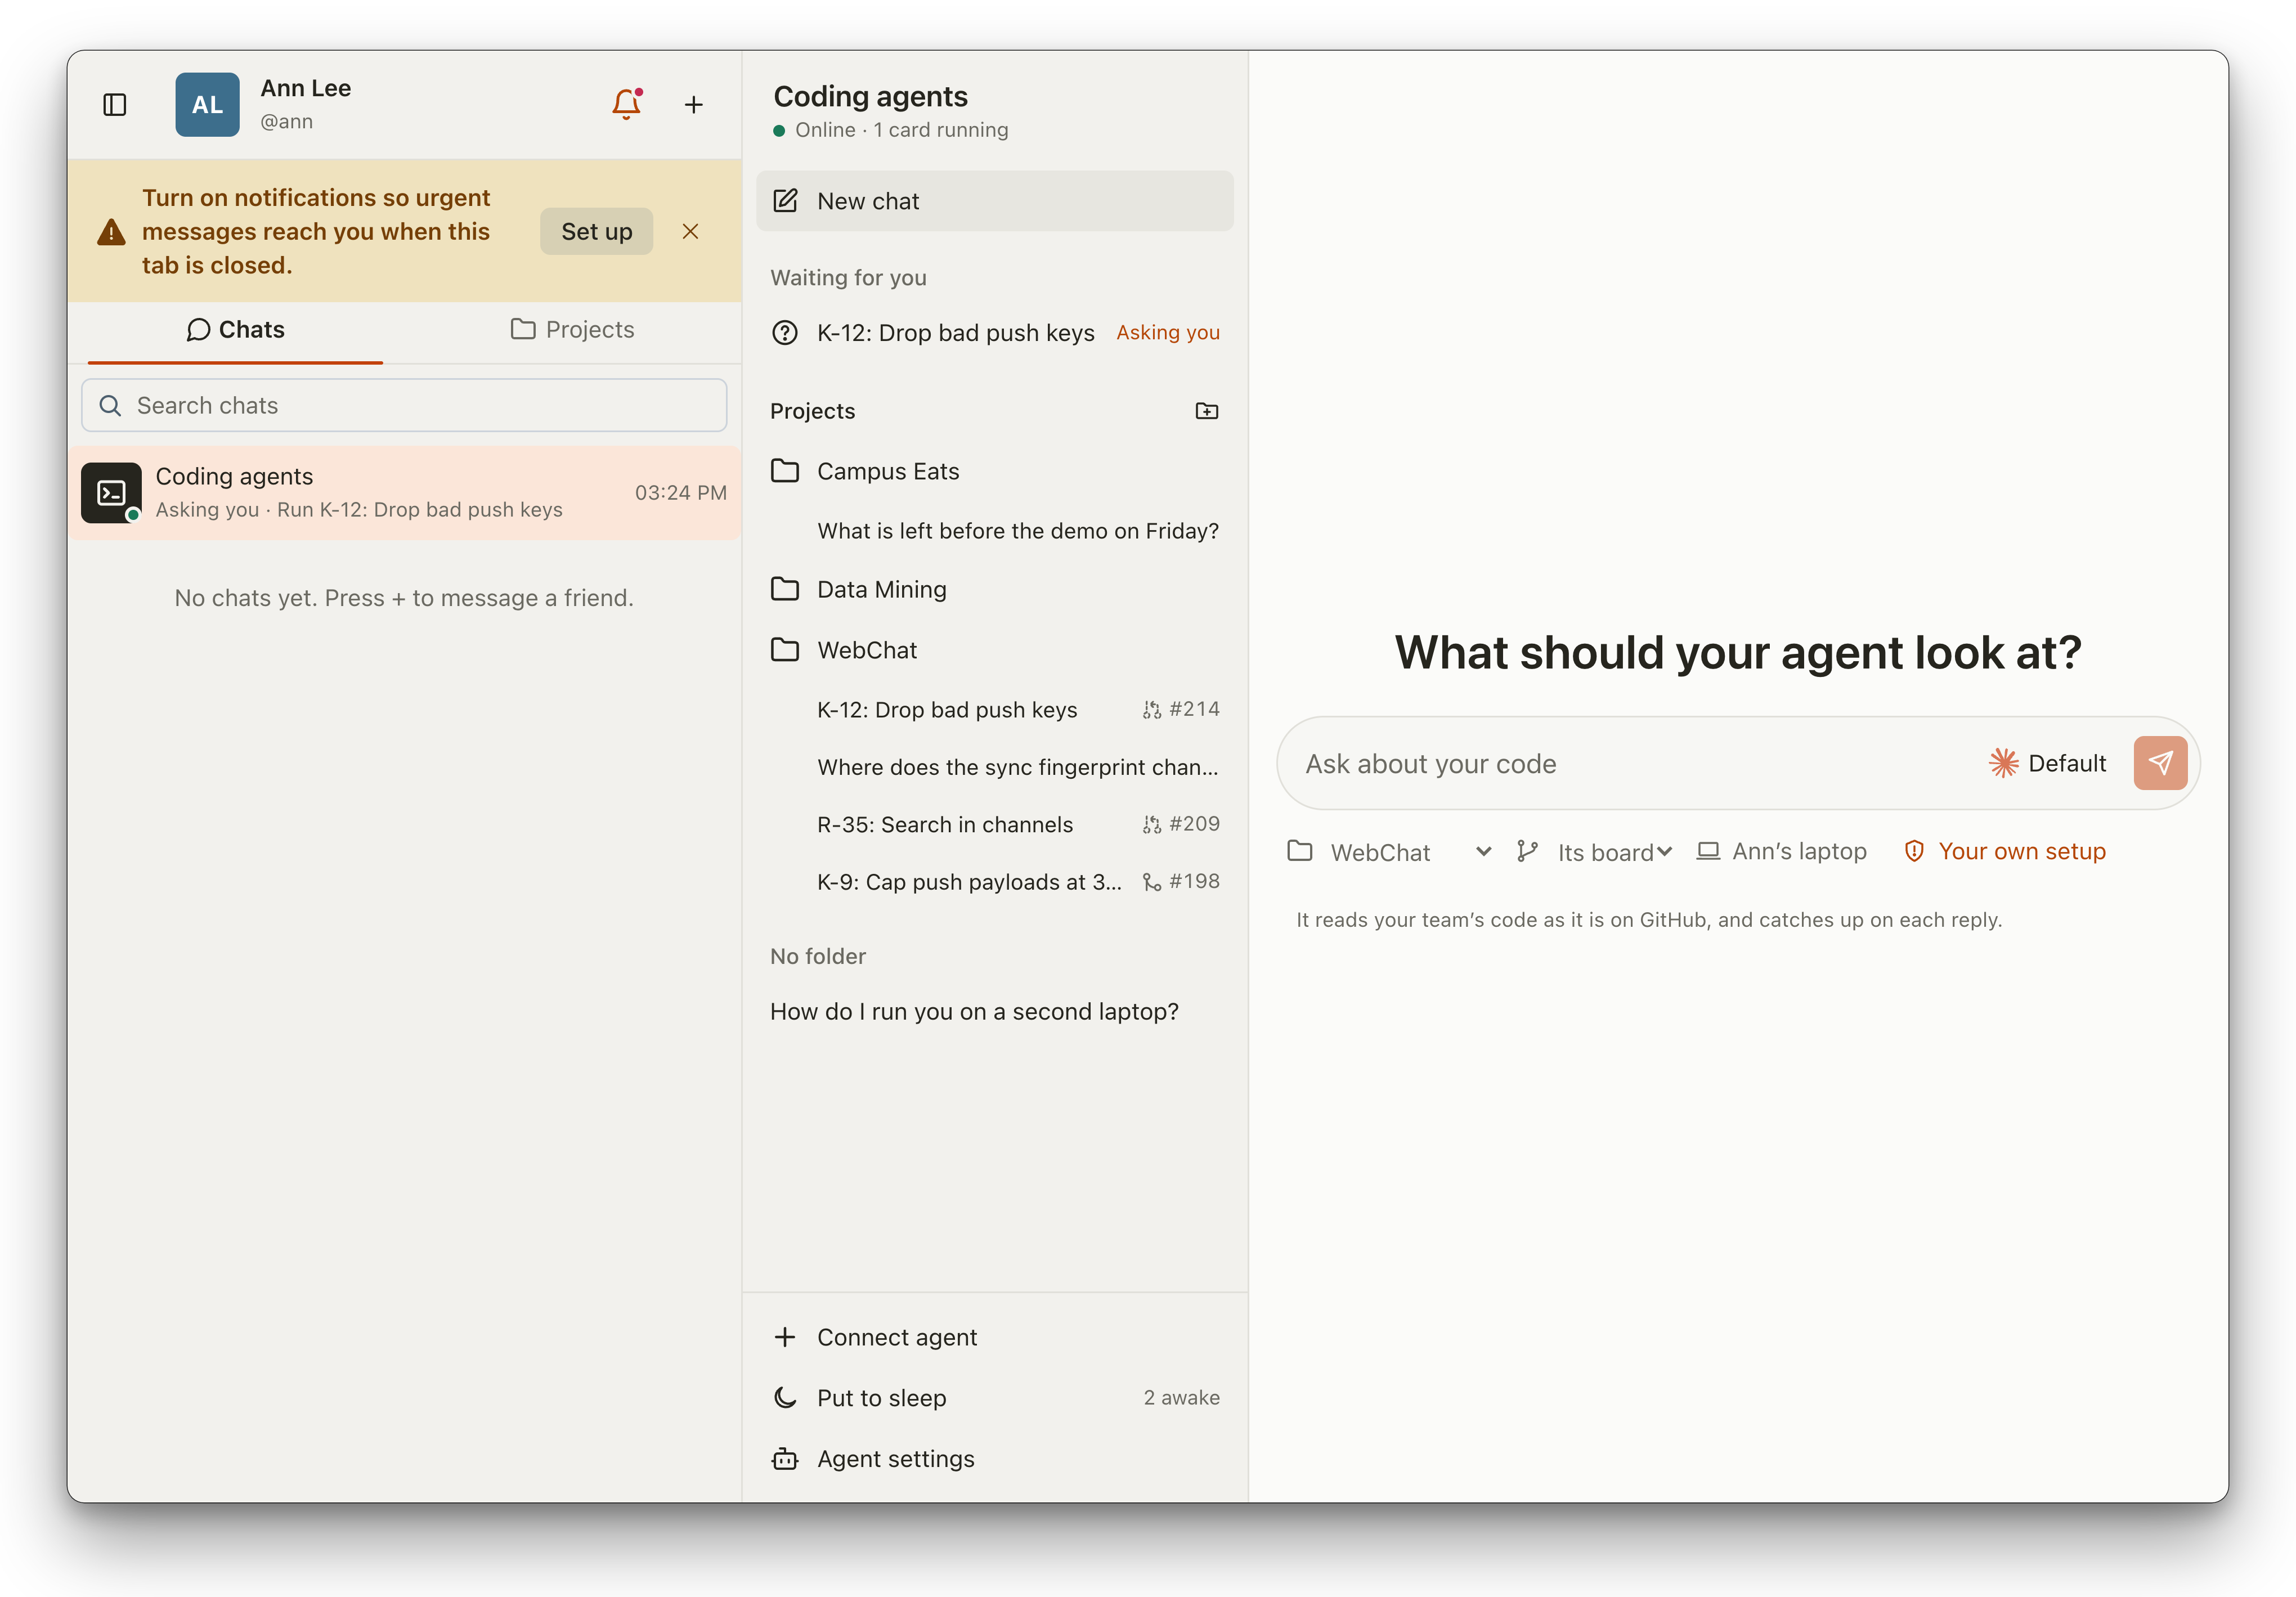 AL
Ann Lee
@ann
Turn on notifications so urgent
messages reach you when this
tab is closed.
Set up
Chats
Projects
Search chats
Coding agents
03:24 PM
Asking you · Run K-12: Drop bad push keys
No chats yet. Press + to message a friend.
Coding agents
Online · 1 card running
New chat
Waiting for you
K-12: Drop bad push keys Asking you
Projects
Campus Eats
What is left before the demo on Friday?
Data Mining
WebChat
K-12: Drop bad push keys #214
Where does the sync fingerprint chan...
R-35: Search in channels #209
K-9: Cap push payloads at 3... #198
No folder
How do I run you on a second laptop?
Connect agent
Put to sleep 2 awake
Agent settings
What should your agent look at?
Ask about your code Default
WebChat Its board Ann’s laptop Your own setup
It reads your team’s code as it is on GitHub, and catches up on each reply.